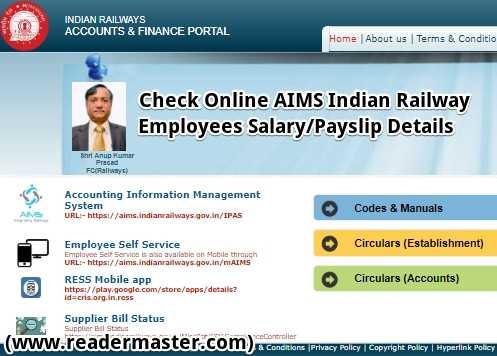 INDIAN RAILWAYS
ACCOUNTS & FINANCE PORTAL
Home | About us | Terms & Conditio
Check Online AIMS Indian Railway
Employees Salary/Payslip Details
Shri Anup Kumar
Prasad
FC(Railways)
Accounting Information Management
System
URL:- https://aims.indianrailways.gov.in/IPAS
AIMS
Employee Self Service
Employee Self Service is also available on Mobile through
URL:- https://aims.indianrailways.gov.in/mAIMS
RESS Mobile app
https://play.google.com/store/apps/details?
id=cris.org.in.ress
Supplier Bill Status
Supplier Bill Status
Codes & Manuals
Circulars (Establishment)
Circulars (Accounts)
(www.readermaster.com)
& Conditions |Privacy Policy | Copyright Policy | Hyperlink Policy